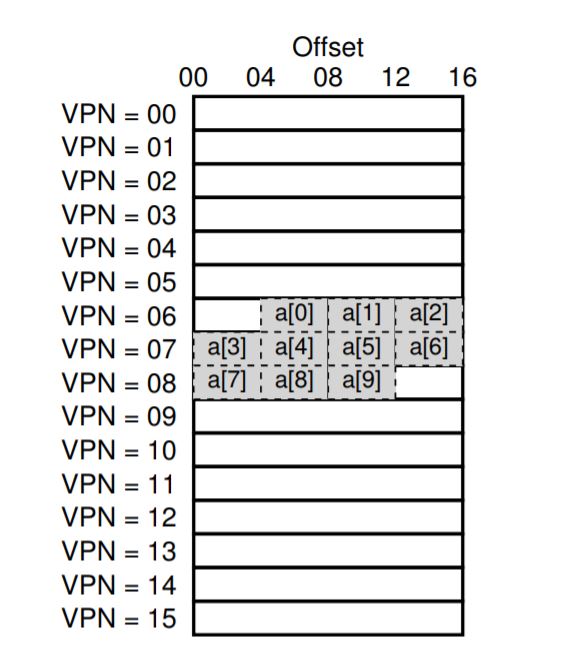 Offset
00 04 08 12 16
VPN = 00
VPN = 01
VPN = 02
VPN = 03
VPN = 04
VPN = 05
VPN = 06 a[0] a[1] a[2]
VPN = 07 a[3] a[4] a[5] a[6]
VPN = 08 a[7] a[8] a[9]
VPN = 09
VPN = 10
VPN = 11
VPN = 12
VPN = 13
VPN = 14
VPN = 15